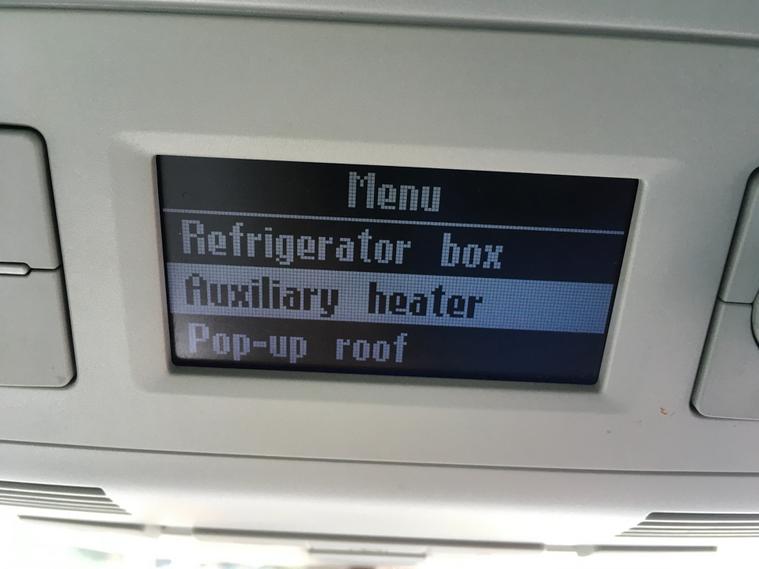 Menu
Refrigerator box
Auxiliary heater
Pop-up roof